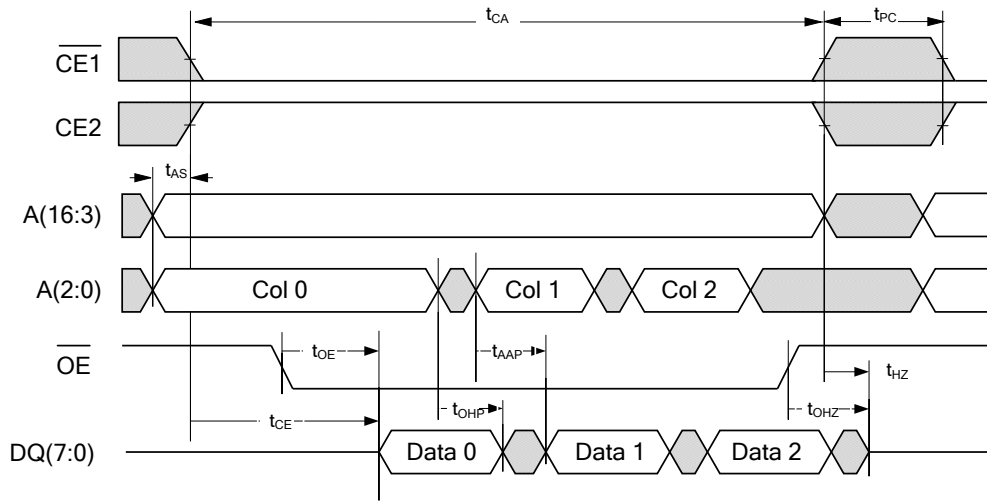 tCA
tPC
CE1
CE2
tAS
A(16:3)
A(2:0)
Col 0
Col 1
Col 2
OE
tOE
tAAP
tHZ
tCE
tOHP
tOHZ
DQ(7:0)
Data 0
Data 1
Data 2